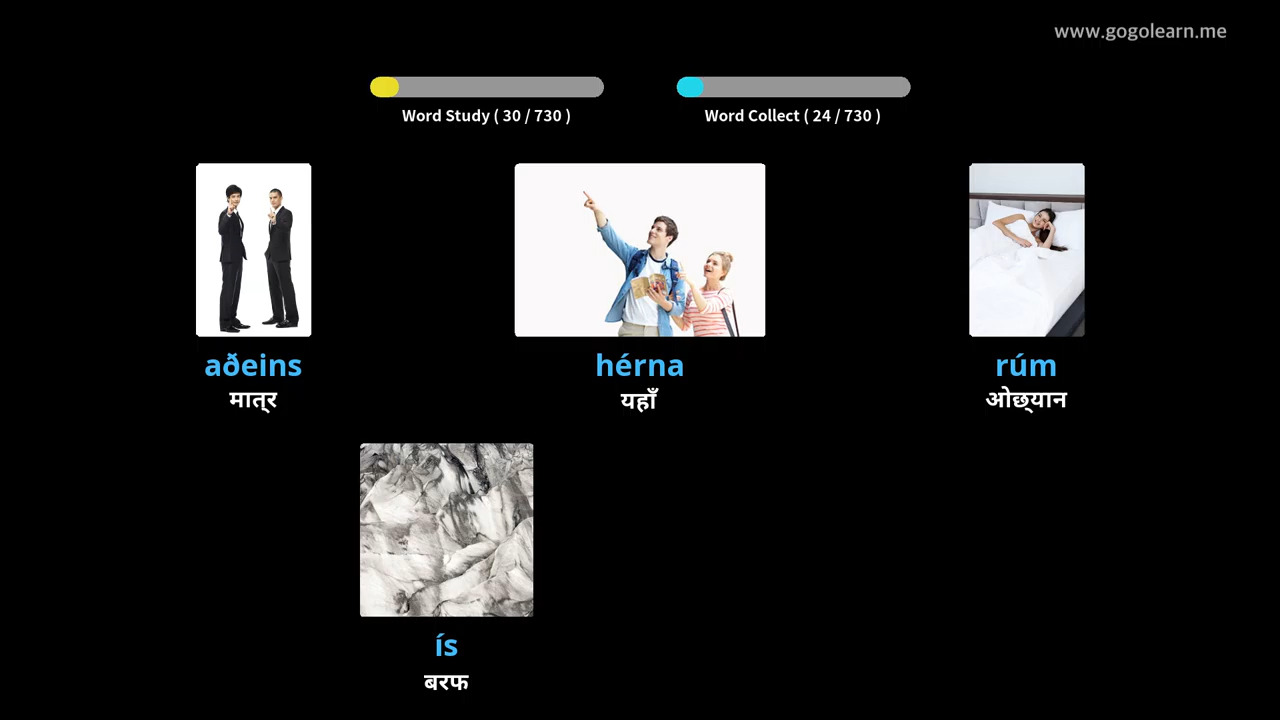 www.gogolearn.me
Word Study ( 30 / 730 )
Word Collect ( 24 / 730 )
aðeins
मात्र
hérna
यहाँ
rúm
ओछ्यान
ís
बरफ